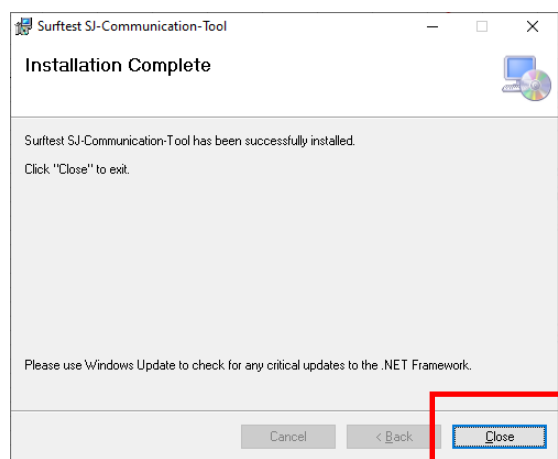 Surftest SJ-Communication-Tool
Installation Complete
Surftest SJ-Communication-Tool has been successfully installed.
Click "Close" to exit.
Please use Windows Update to check for any critical updates to the .NET Framework.
Cancel
< Back
Close